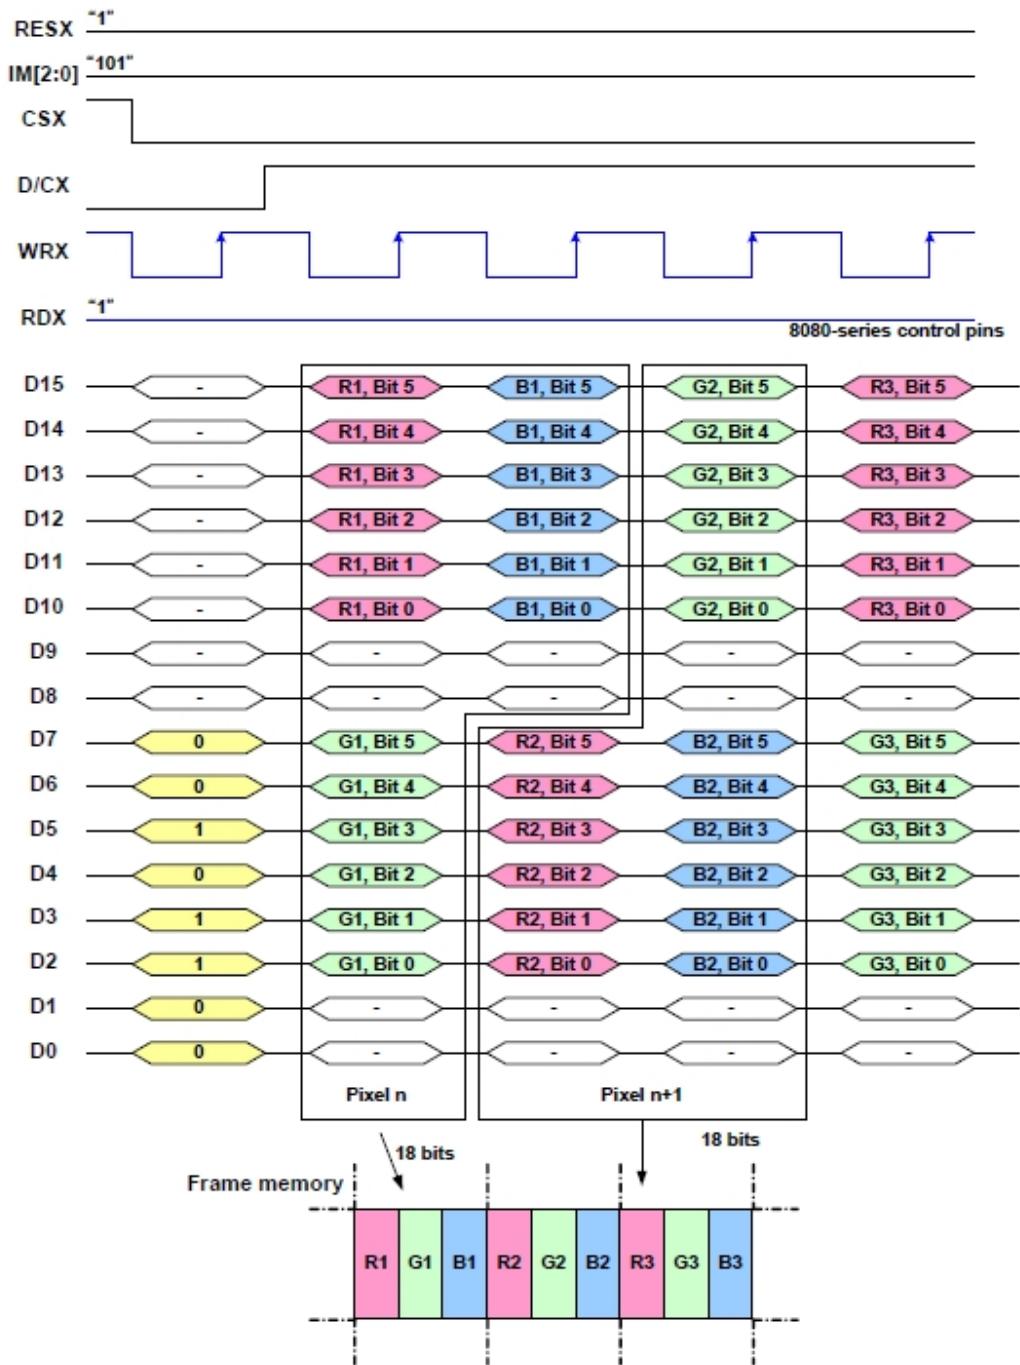 RESX "1"
IM[2:0] "101"
CSX
D/CX
WRX
RDX "1"
8080-series control pins
D15 - R1, Bit 5 B1, Bit 5 G2, Bit 5 R3, Bit 5
D14 - R1, Bit 4 B1, Bit 4 G2, Bit 4 R3, Bit 4
D13 - R1, Bit 3 B1, Bit 3 G2, Bit 3 R3, Bit 3
D12 - R1, Bit 2 B1, Bit 2 G2, Bit 2 R3, Bit 2
D11 - R1, Bit 1 B1, Bit 1 G2, Bit 1 R3, Bit 1
D10 - R1, Bit 0 B1, Bit 0 G2, Bit 0 R3, Bit 0
D9 - - - - -
D8 - - - - -
D7 0 G1, Bit 5 R2, Bit 5 B2, Bit 5 G3, Bit 5
D6 0 G1, Bit 4 R2, Bit 4 B2, Bit 4 G3, Bit 4
D5 1 G1, Bit 3 R2, Bit 3 B2, Bit 3 G3, Bit 3
D4 0 G1, Bit 2 R2, Bit 2 B2, Bit 2 G3, Bit 2
D3 1 G1, Bit 1 R2, Bit 1 B2, Bit 1 G3, Bit 1
D2 1 G1, Bit 0 R2, Bit 0 B2, Bit 0 G3, Bit 0
D1 0 - - - -
D0 0 - - - -
Pixel n Pixel n+1
18 bits 18 bits
Frame memory
R1 G1 B1 R2 G2 B2 R3 G3 B3